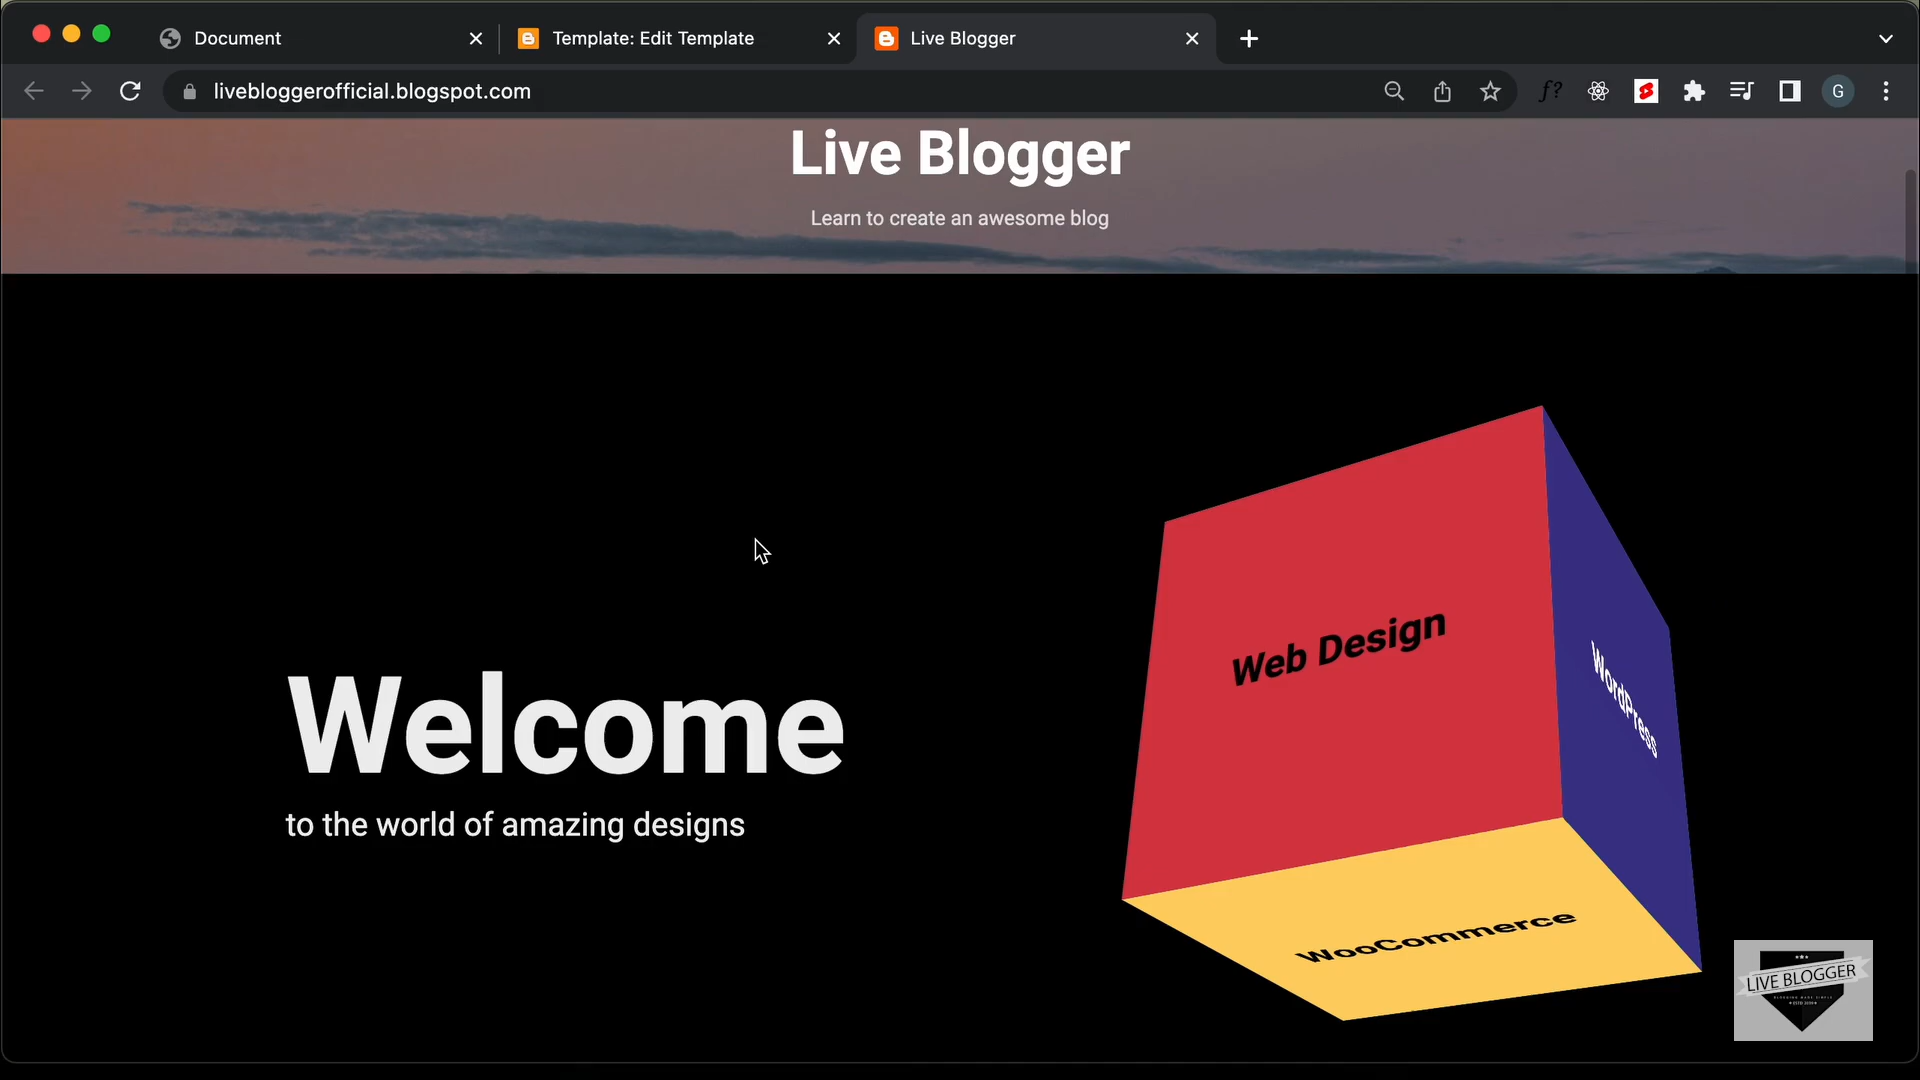 Document
Template: Edit Template
Live Blogger
livebloggerofficial.blogspot.com
f?
G
Live Blogger
Learn to create an awesome blog
Web Design
WordPress
Welcome
to the world of amazing designs
WooCommerce
LIVE BLOGGER